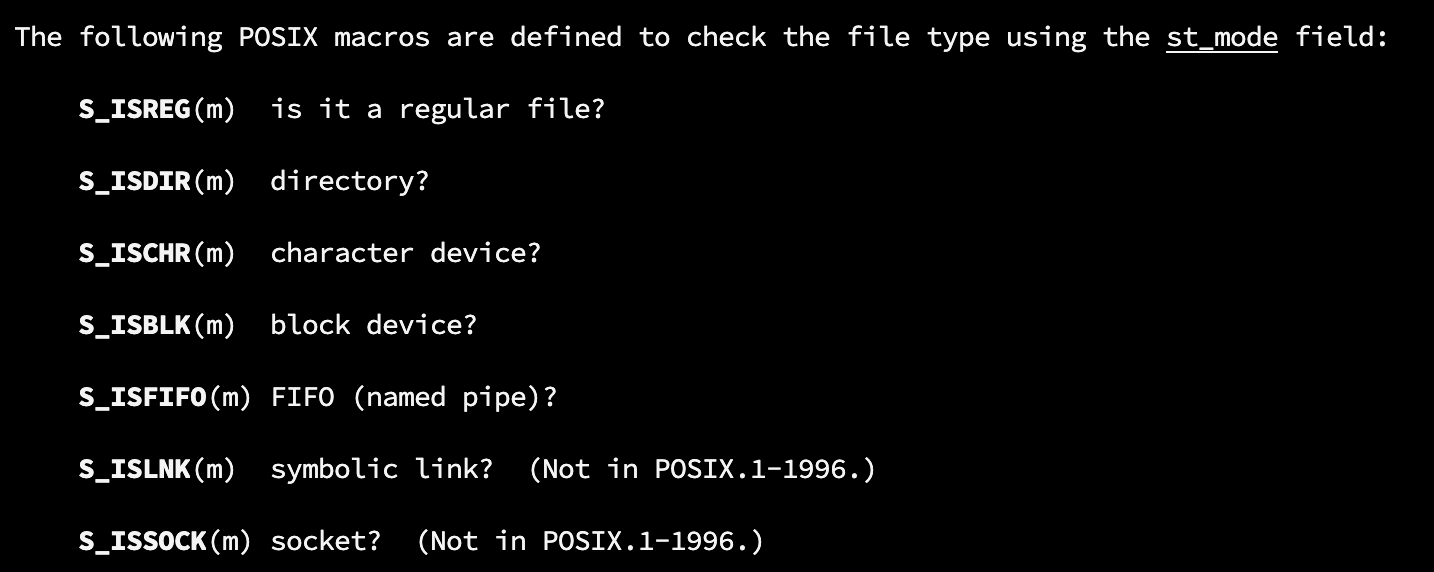 The following POSIX macros are defined to check the file type using the st_mode field:
S_ISREG(m)  is it a regular file?
S_ISDIR(m)  directory?
S_ISCHR(m)  character device?
S_ISBLK(m)  block device?
S_ISFIFO(m) FIFO (named pipe)?
S_ISLNK(m)  symbolic link?  (Not in POSIX.1-1996.)
S_ISSOCK(m) socket?  (Not in POSIX.1-1996.)